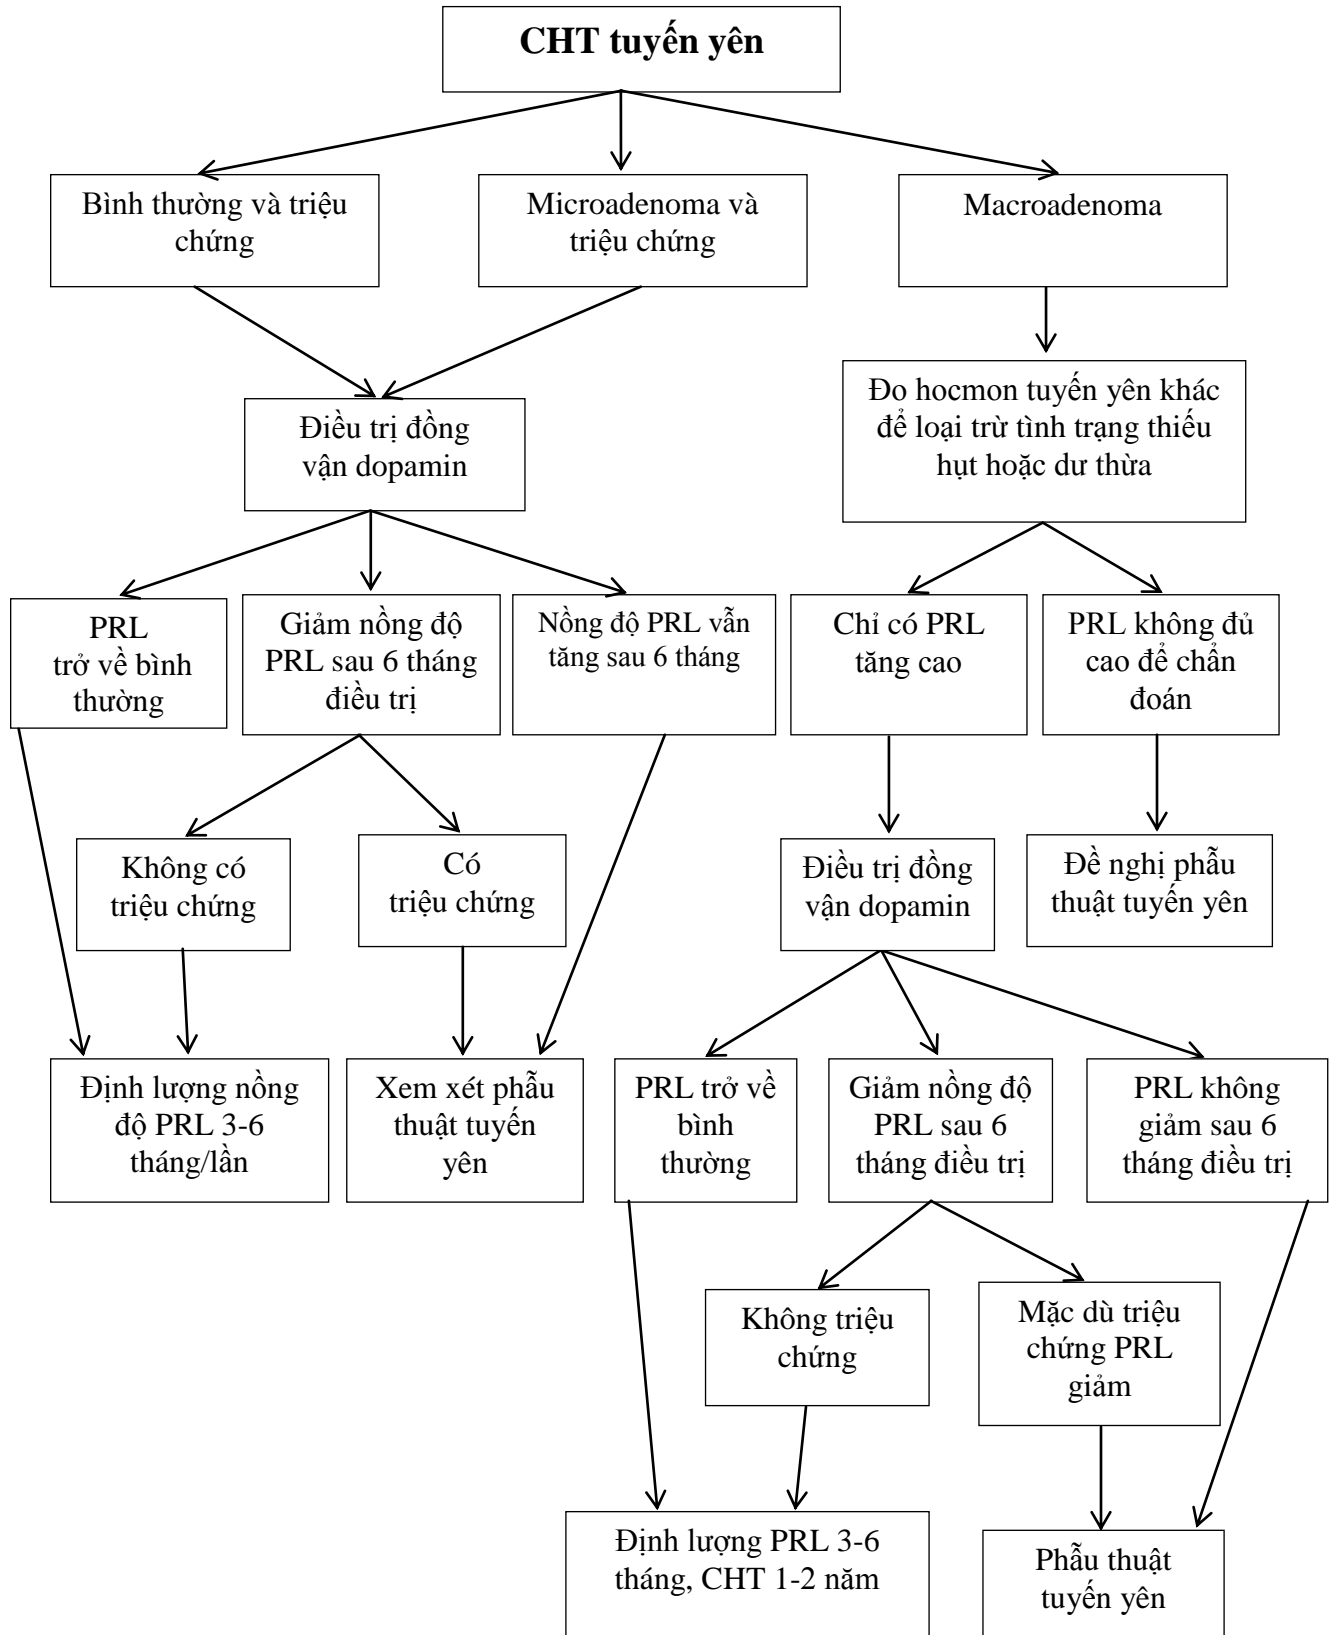 CHT tuyến yên
Bình thường và triệu
chứng
Microadenoma và
triệu chứng
Macroadenoma
Điều trị đồng
vận dopamin
Đo hocmon tuyến yên khác
để loại trừ tình trạng thiếu
hụt hoặc dư thừa
PRL
trở về bình
thường
Giảm nồng độ
PRL sau 6 tháng
điều trị
Nồng độ PRL vẫn
tăng sau 6 tháng
Chỉ có PRL
tăng cao
PRL không đủ
cao để chẩn
đoán
Không có
triệu chứng
Có
triệu chứng
Điều trị đồng
vận dopamin
Đề nghị phẫu
thuật tuyến yên
Định lượng nồng
độ PRL 3-6
tháng/lần
Xem xét phẫu
thuật tuyến
yên
PRL trở về
bình
thường
Giảm nồng độ
PRL sau 6
tháng điều trị
PRL không
giảm sau 6
tháng điều trị
Không triệu
chứng
Mặc dù triệu
chứng PRL
giảm
Định lượng PRL 3-6
tháng, CHT 1-2 năm
Phẫu thuật
tuyến yên